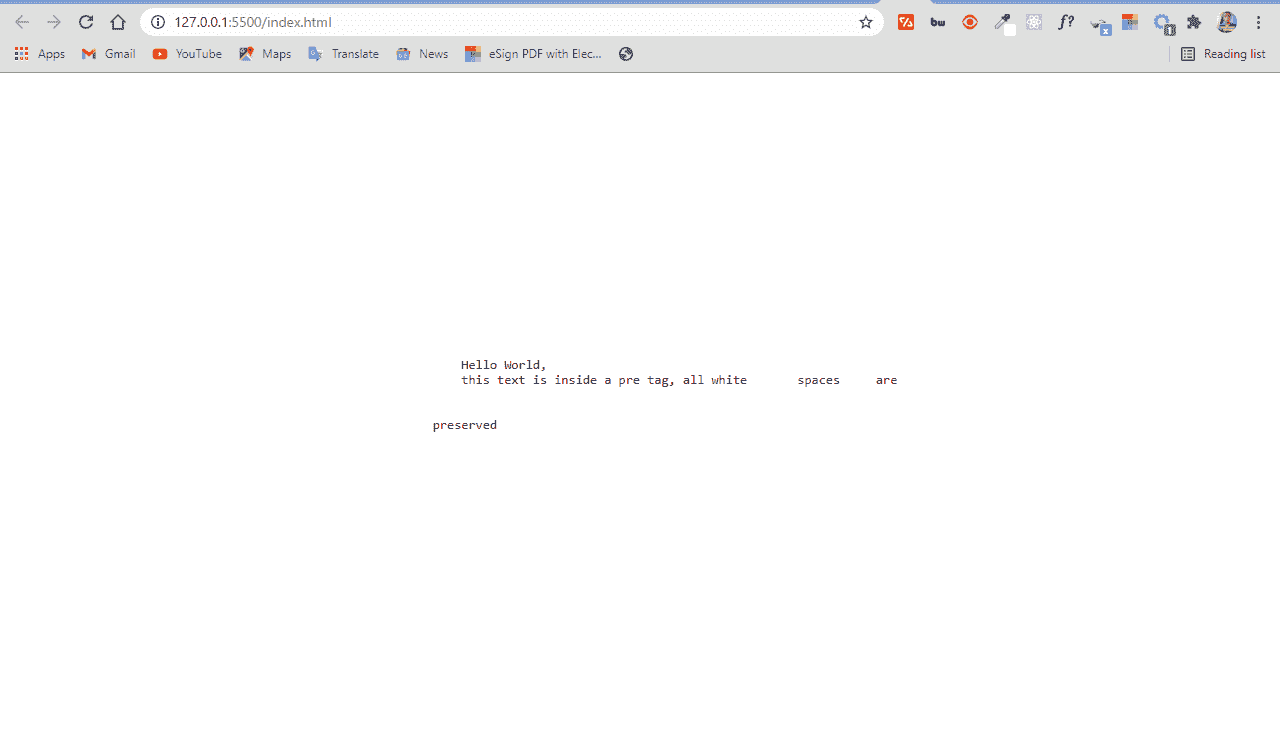 127.0.0.1:5500/index.html
bw
f?
x
Apps Gmail YouTube Maps Translate News eSign PDF with Elec... Reading list
    Hello World,
    this text is inside a pre tag, all white       spaces     are
preserved